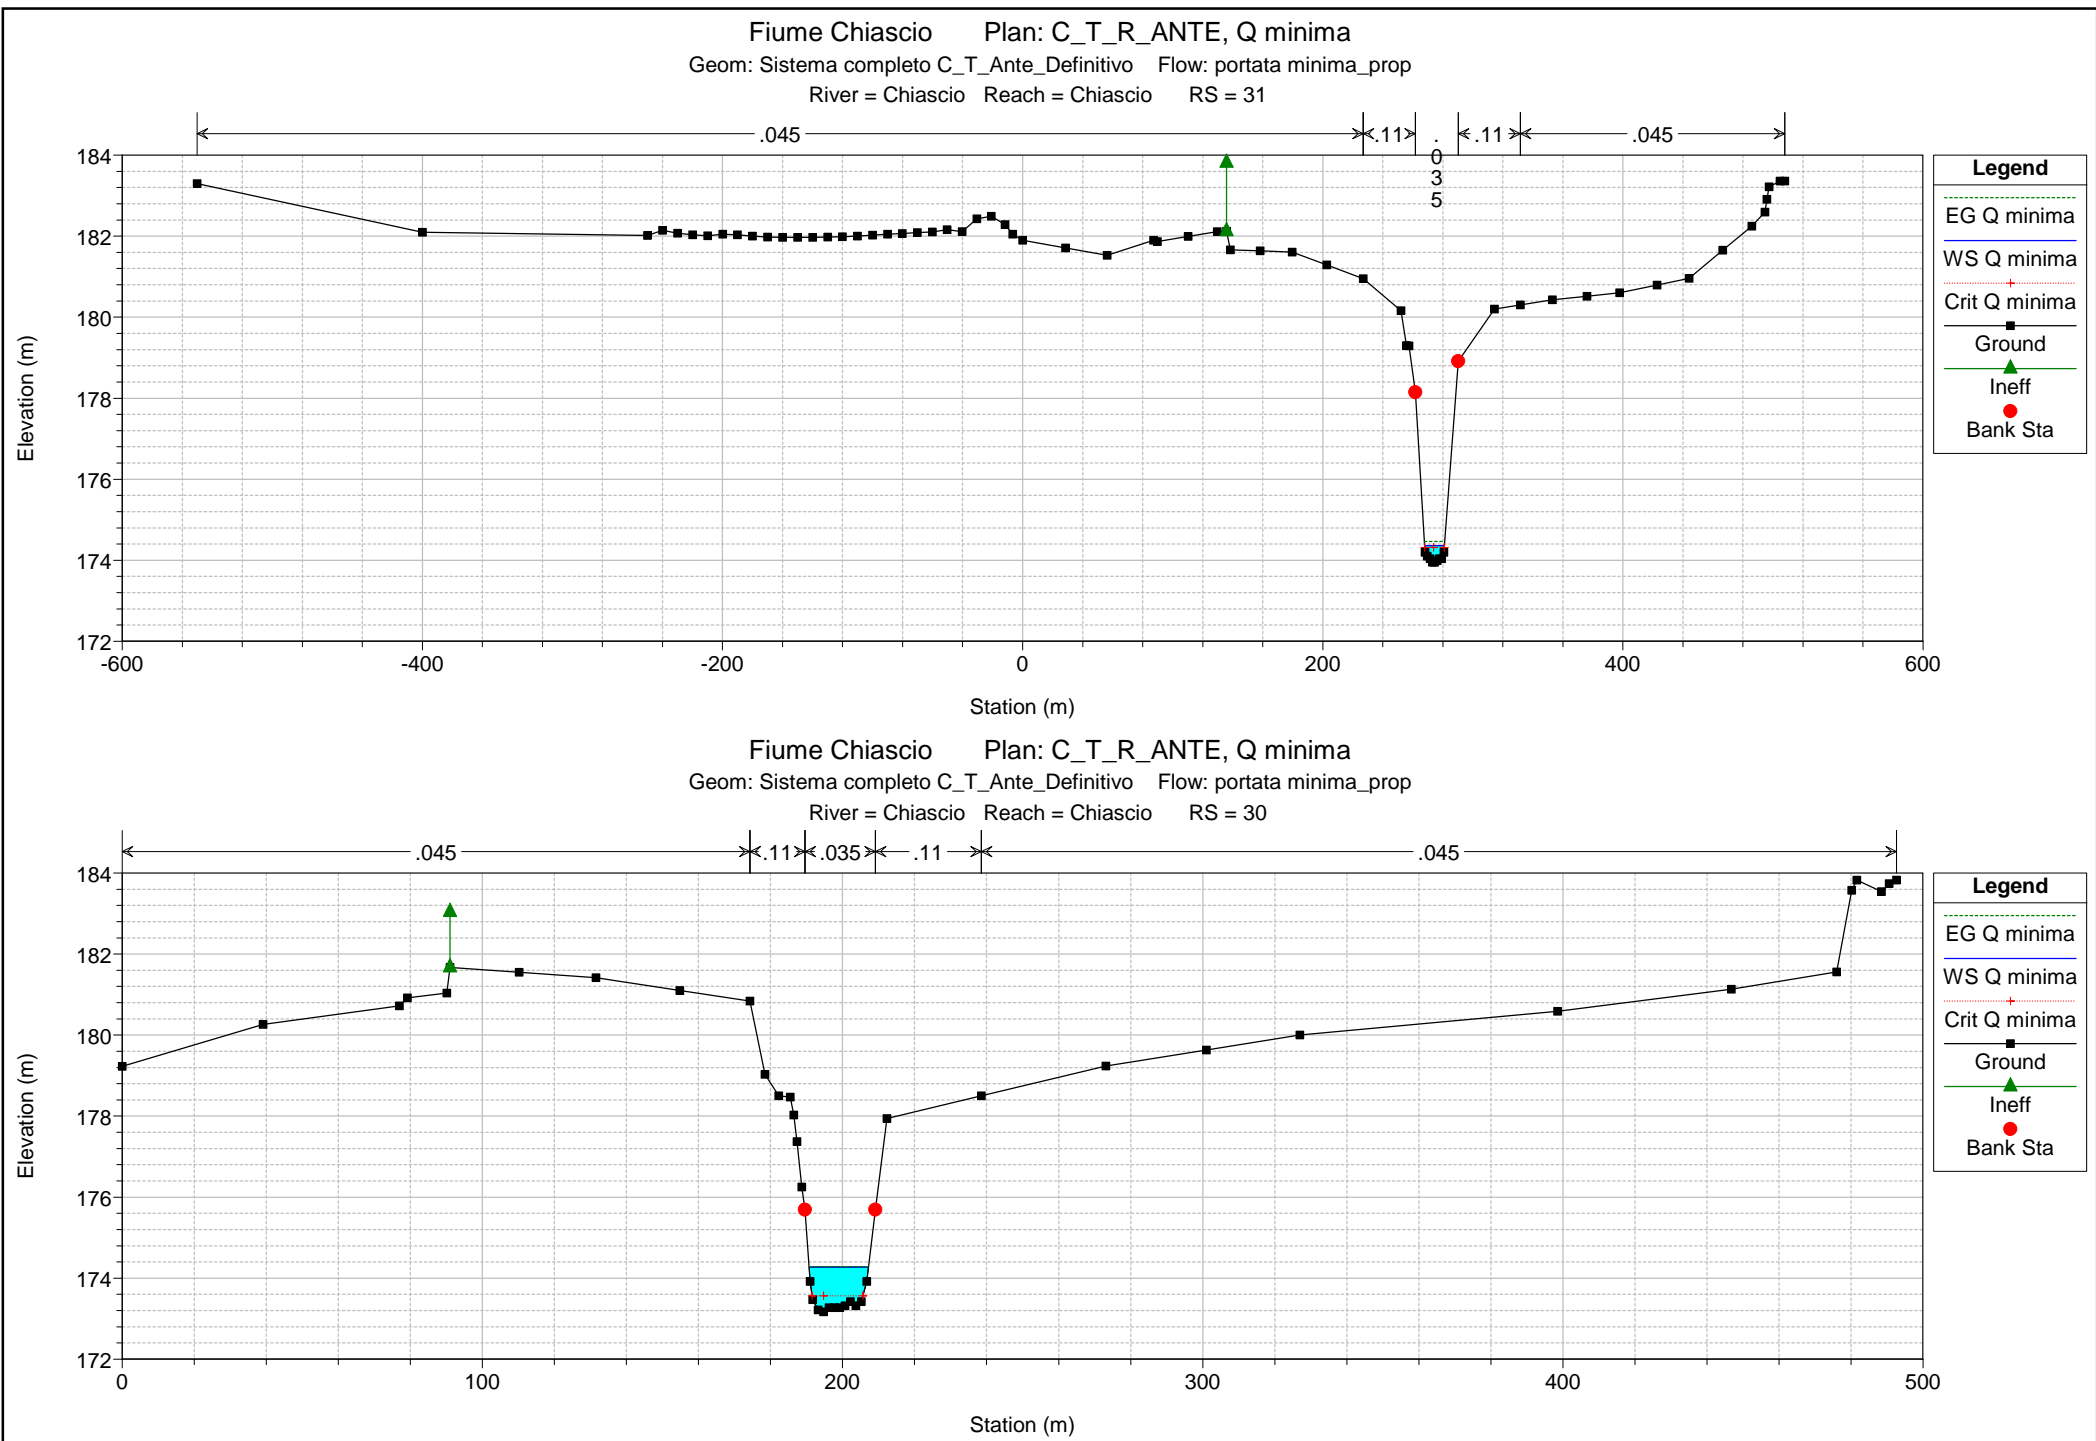 Fiume Chiascio Plan: C_T_R_ANTE, Q minima
Geom: Sistema completo C_T_Ante_Definitivo Flow: portata minima_prop
River = Chiascio Reach = Chiascio RS = 31
.045 .11 .035 .11 .045
Elevation (m)
184
182
180
178
176
174
172
-600 -400 -200 0 200 400 600
Station (m)
Legend
EG Q minima
WS Q minima
Crit Q minima
Ground
Ineff
Bank Sta
Fiume Chiascio Plan: C_T_R_ANTE, Q minima
Geom: Sistema completo C_T_Ante_Definitivo Flow: portata minima_prop
River = Chiascio Reach = Chiascio RS = 30
.045 .11 .035 .11 .045
Elevation (m)
184
182
180
178
176
174
172
0 100 200 300 400 500
Station (m)
Legend
EG Q minima
WS Q minima
Crit Q minima
Ground
Ineff
Bank Sta